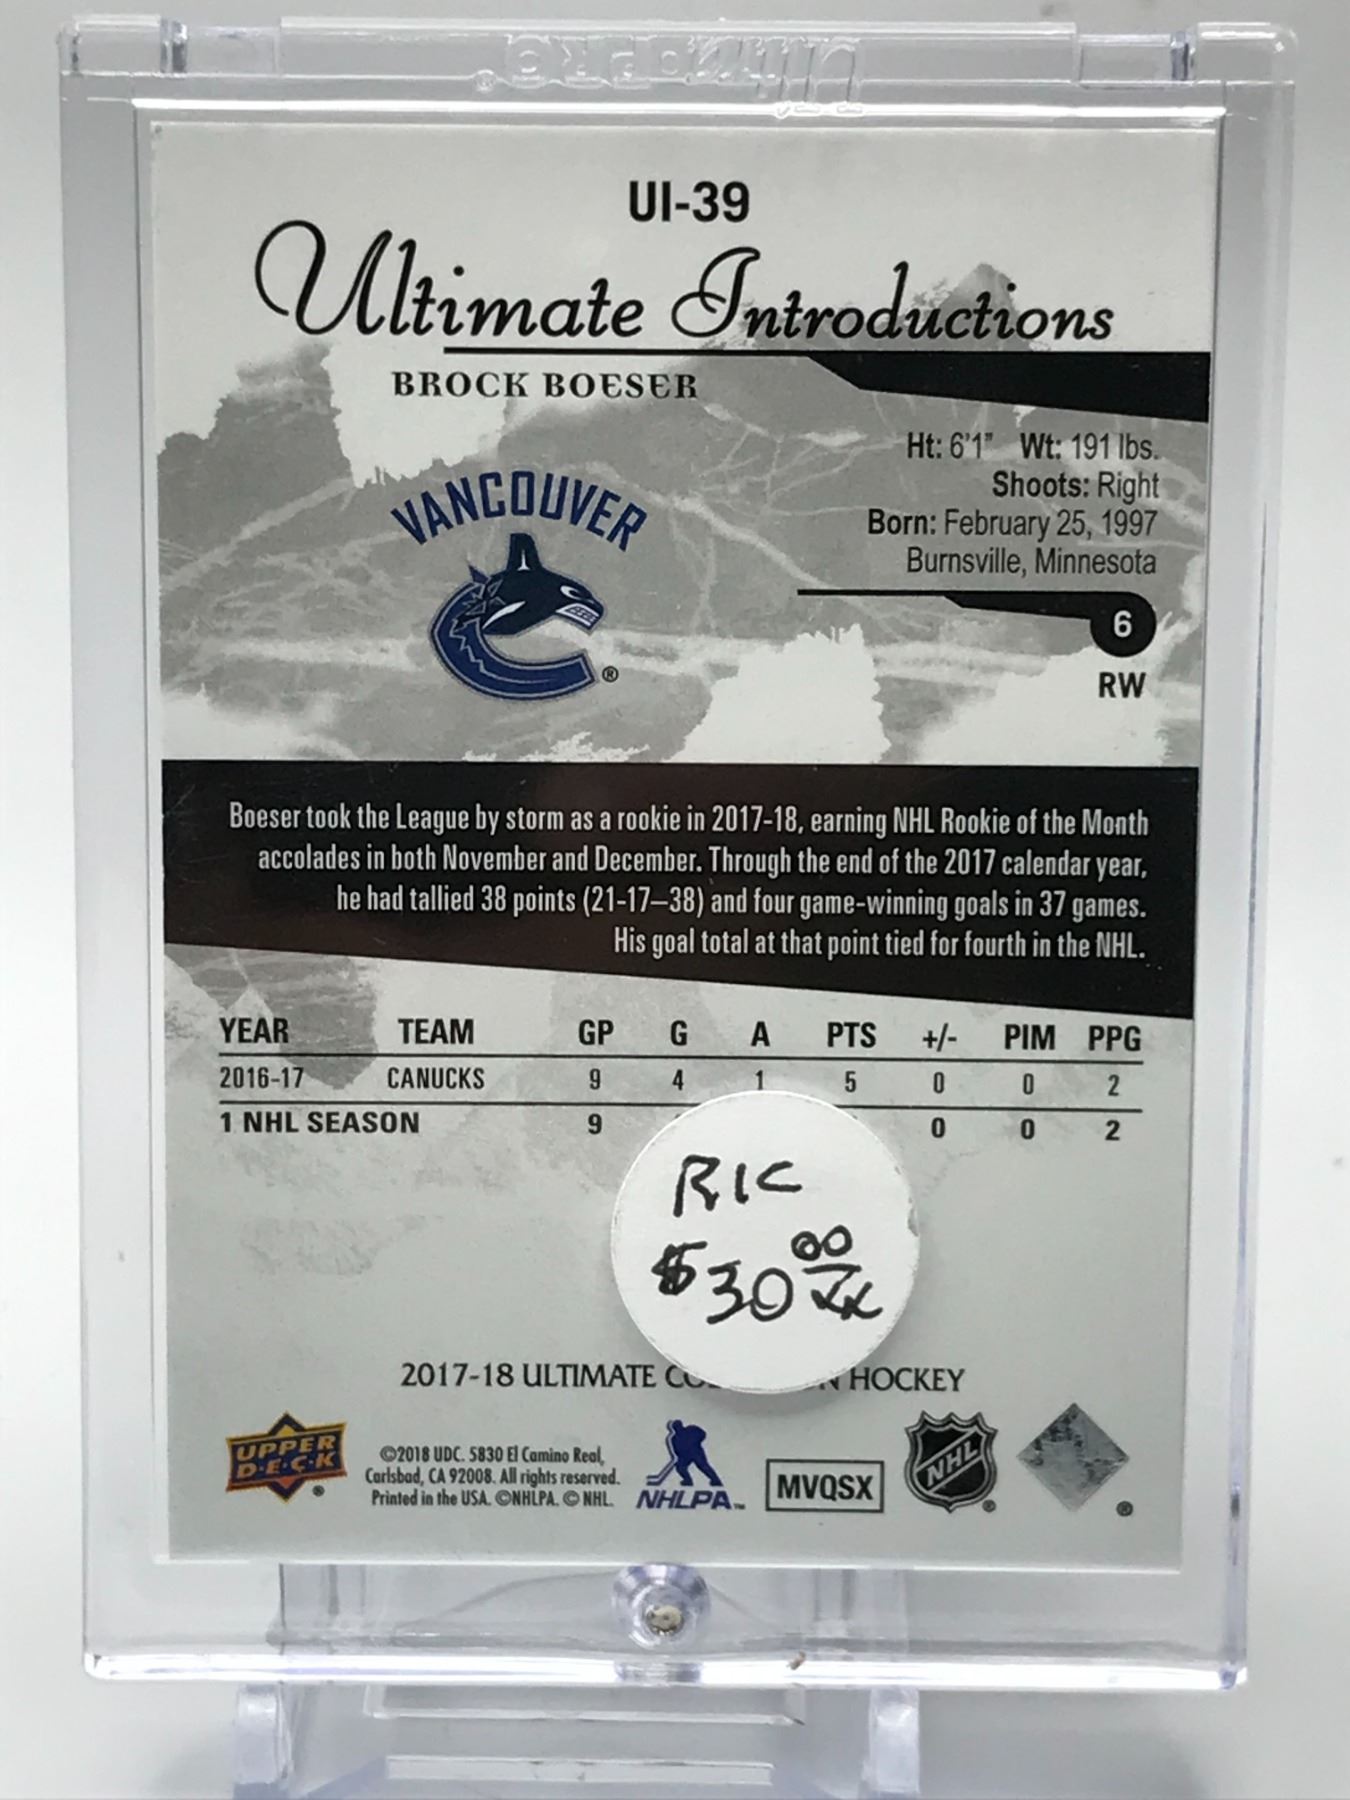 UltraPRO®
UI-39
Ultimate Introductions
BROCK BOESER
Ht: 6'1" Wt: 191 lbs.
Shoots: Right
Born: February 25, 1997
Burnsville, Minnesota
VANCOUVER
®
6
RW
Boeser took the League by storm as a rookie in 2017-18, earning NHL Rookie of the Month
accolades in both November and December. Through the end of the 2017 calendar year,
he had tallied 38 points (21-17–38) and four game-winning goals in 37 games.
His goal total at that point tied for fourth in the NHL.
YEAR TEAM GP G A PTS +/- PIM PPG
2016-17 CANUCKS 9 4 1 5 0 0 2
1 NHL SEASON 9 0 0 2
RIC
$30 00
2017-18 ULTIMATE HOCKEY
UPPER
D·E·C·K
®
©2018 UDC. 5830 El Camino Real,
Carlsbad, CA 92008. All rights reserved.
Printed in the USA. ©NHLPA. © NHL.
NHLPA™
MVQSX
NHL
®
®